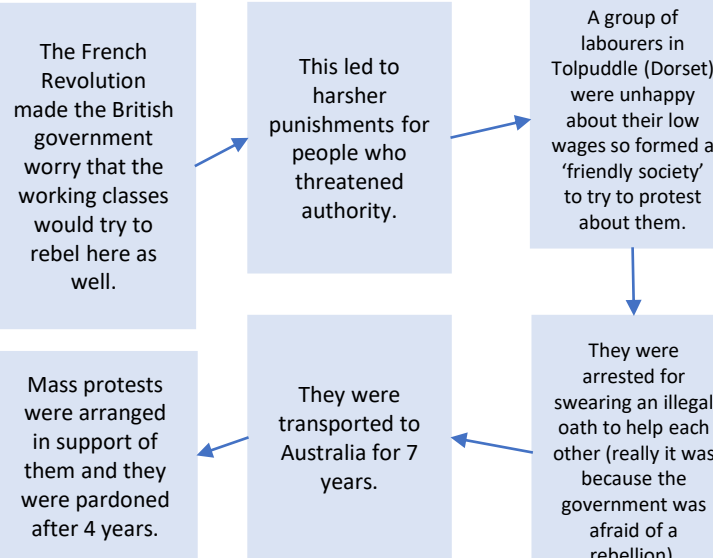 The French
Revolution
made the British
government
worry that the
working classes
would try to
rebel here as
well.
This led to
harsher
punishments for
people who
threatened
authority.
A group of
labourers in
Tolpuddle (Dorset)
were unhappy
about their low
wages so formed a
‘friendly society’
to try to protest
about them.
They were
arrested for
swearing an illegal
oath to help each
other (really it was
because the
government was
afraid of a
rebellion)
They were
transported to
Australia for 7
years.
Mass protests
were arranged
in support of
them and they
were pardoned
after 4 years.